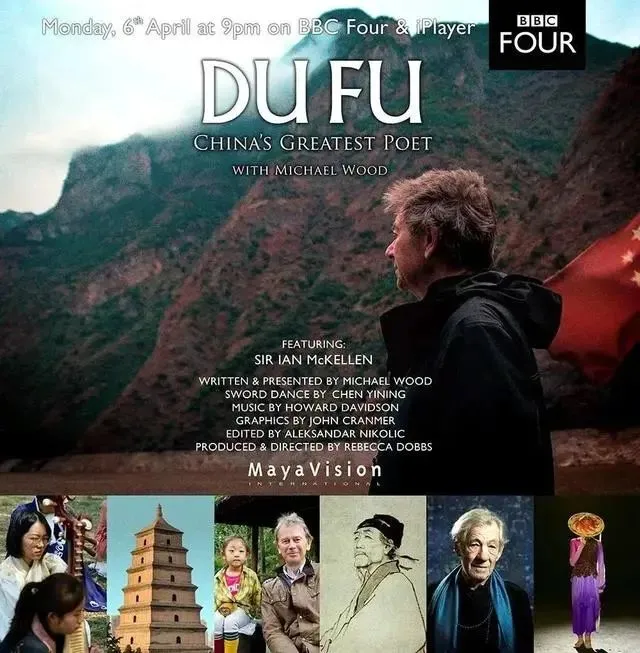 Monday, 6th April at 9pm on BBC Four & iPlayer
BBC
FOUR
DU FU
CHINA'S GREATEST POET
WITH MICHAEL WOOD
FEATURING:
SIR IAN MCKELLEN
WRITTEN & PRESENTED BY MICHAEL WOOD
SWORD DANCE BY CHEN YINING
MUSIC BY HOWARD DAVIDSON
GRAPHICS BY JOHN CRANMER
EDITED BY ALEKSANDAR NIKOLIC
PRODUCED & DIRECTED BY REBECCA DOBBS
MayaVision
INTERNATIONAL